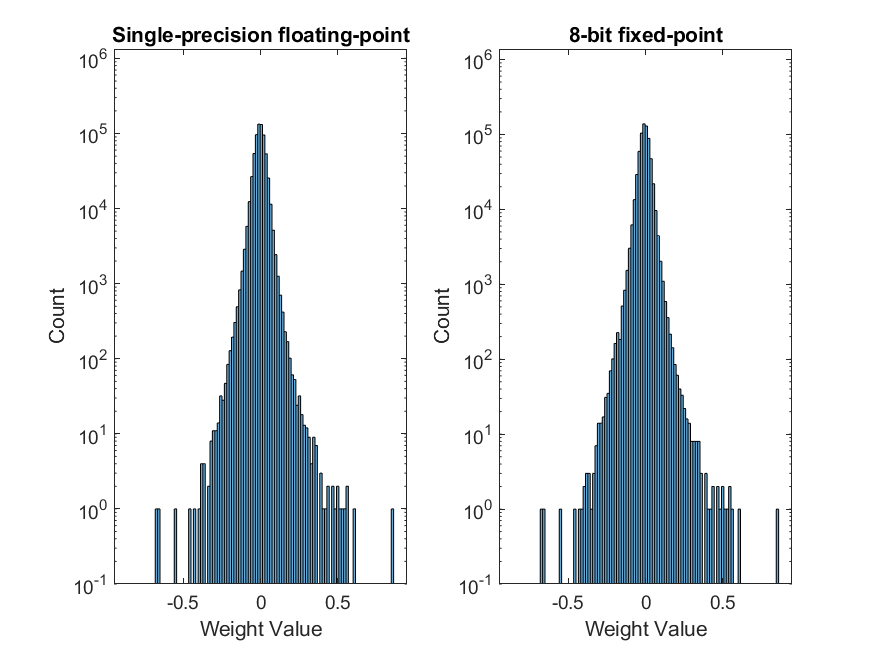 Single-precision floating-point
10^6
10^5
10^4
10^3
10^2
10^1
10^0
10^-1
Count
-0.5 0 0.5
Weight Value
8-bit fixed-point
10^6
10^5
10^4
10^3
10^2
10^1
10^0
10^-1
Count
-0.5 0 0.5
Weight Value